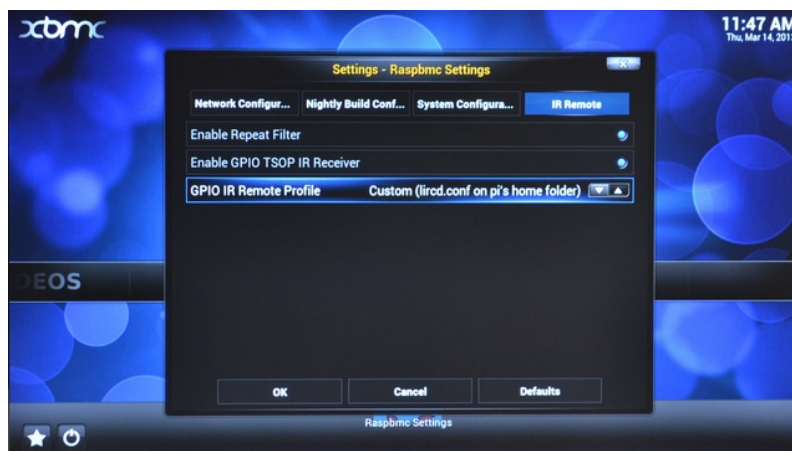 xbmc
11:47 AM
Thu, Mar 14, 201
Settings - Raspbmc Settings
Network Configur...
Nightly Build Conf...
System Configura...
IR Remote
Enable Repeat Filter
Enable GPIO TSOP IR Receiver
GPIO IR Remote Profile
Custom (lircd.conf on pi's home folder)
DEOS
OK
Cancel
Defaults
Raspbmc Settings